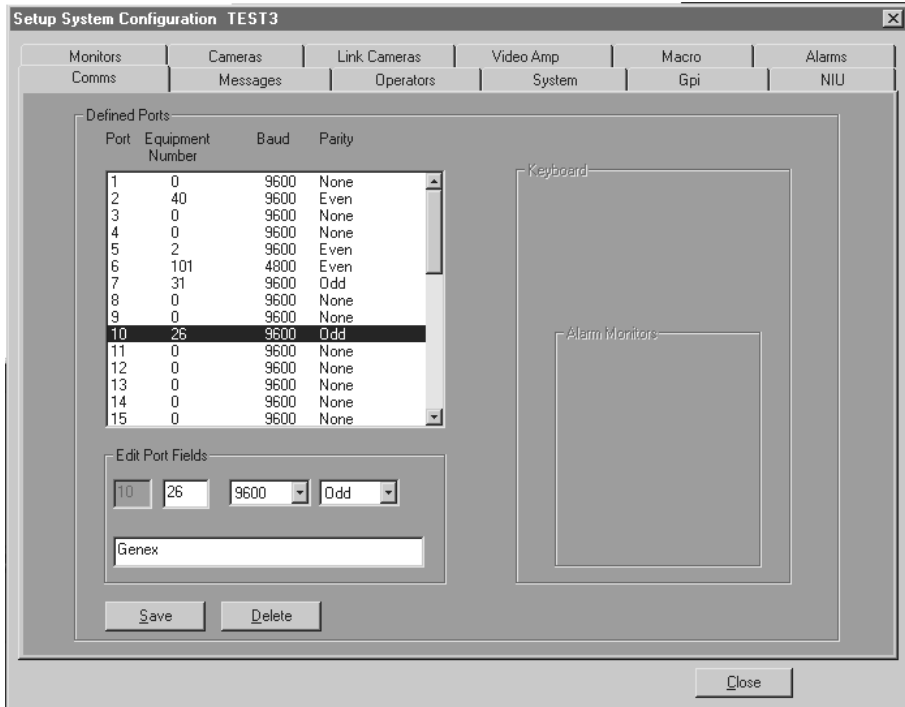 Setup System Configuration TEST3
Monitors Cameras Link Cameras Video Amp Macro Alarms
Comms Messages Operators System Gpi NIU
Defined Ports
Port Equipment Number Baud Parity
Keyboard
1 0 9600 None
2 40 9600 Even
3 0 9600 None
4 0 9600 None
5 2 9600 Even
6 101 4800 Even
7 31 9600 Odd
8 0 9600 None
9 0 9600 None
10 26 9600 Odd
Alarm Monitors
11 0 9600 None
12 0 9600 None
13 0 9600 None
14 0 9600 None
15 0 9600 None
Edit Port Fields
10 26 9600 Odd
Genex
Save Delete
Close